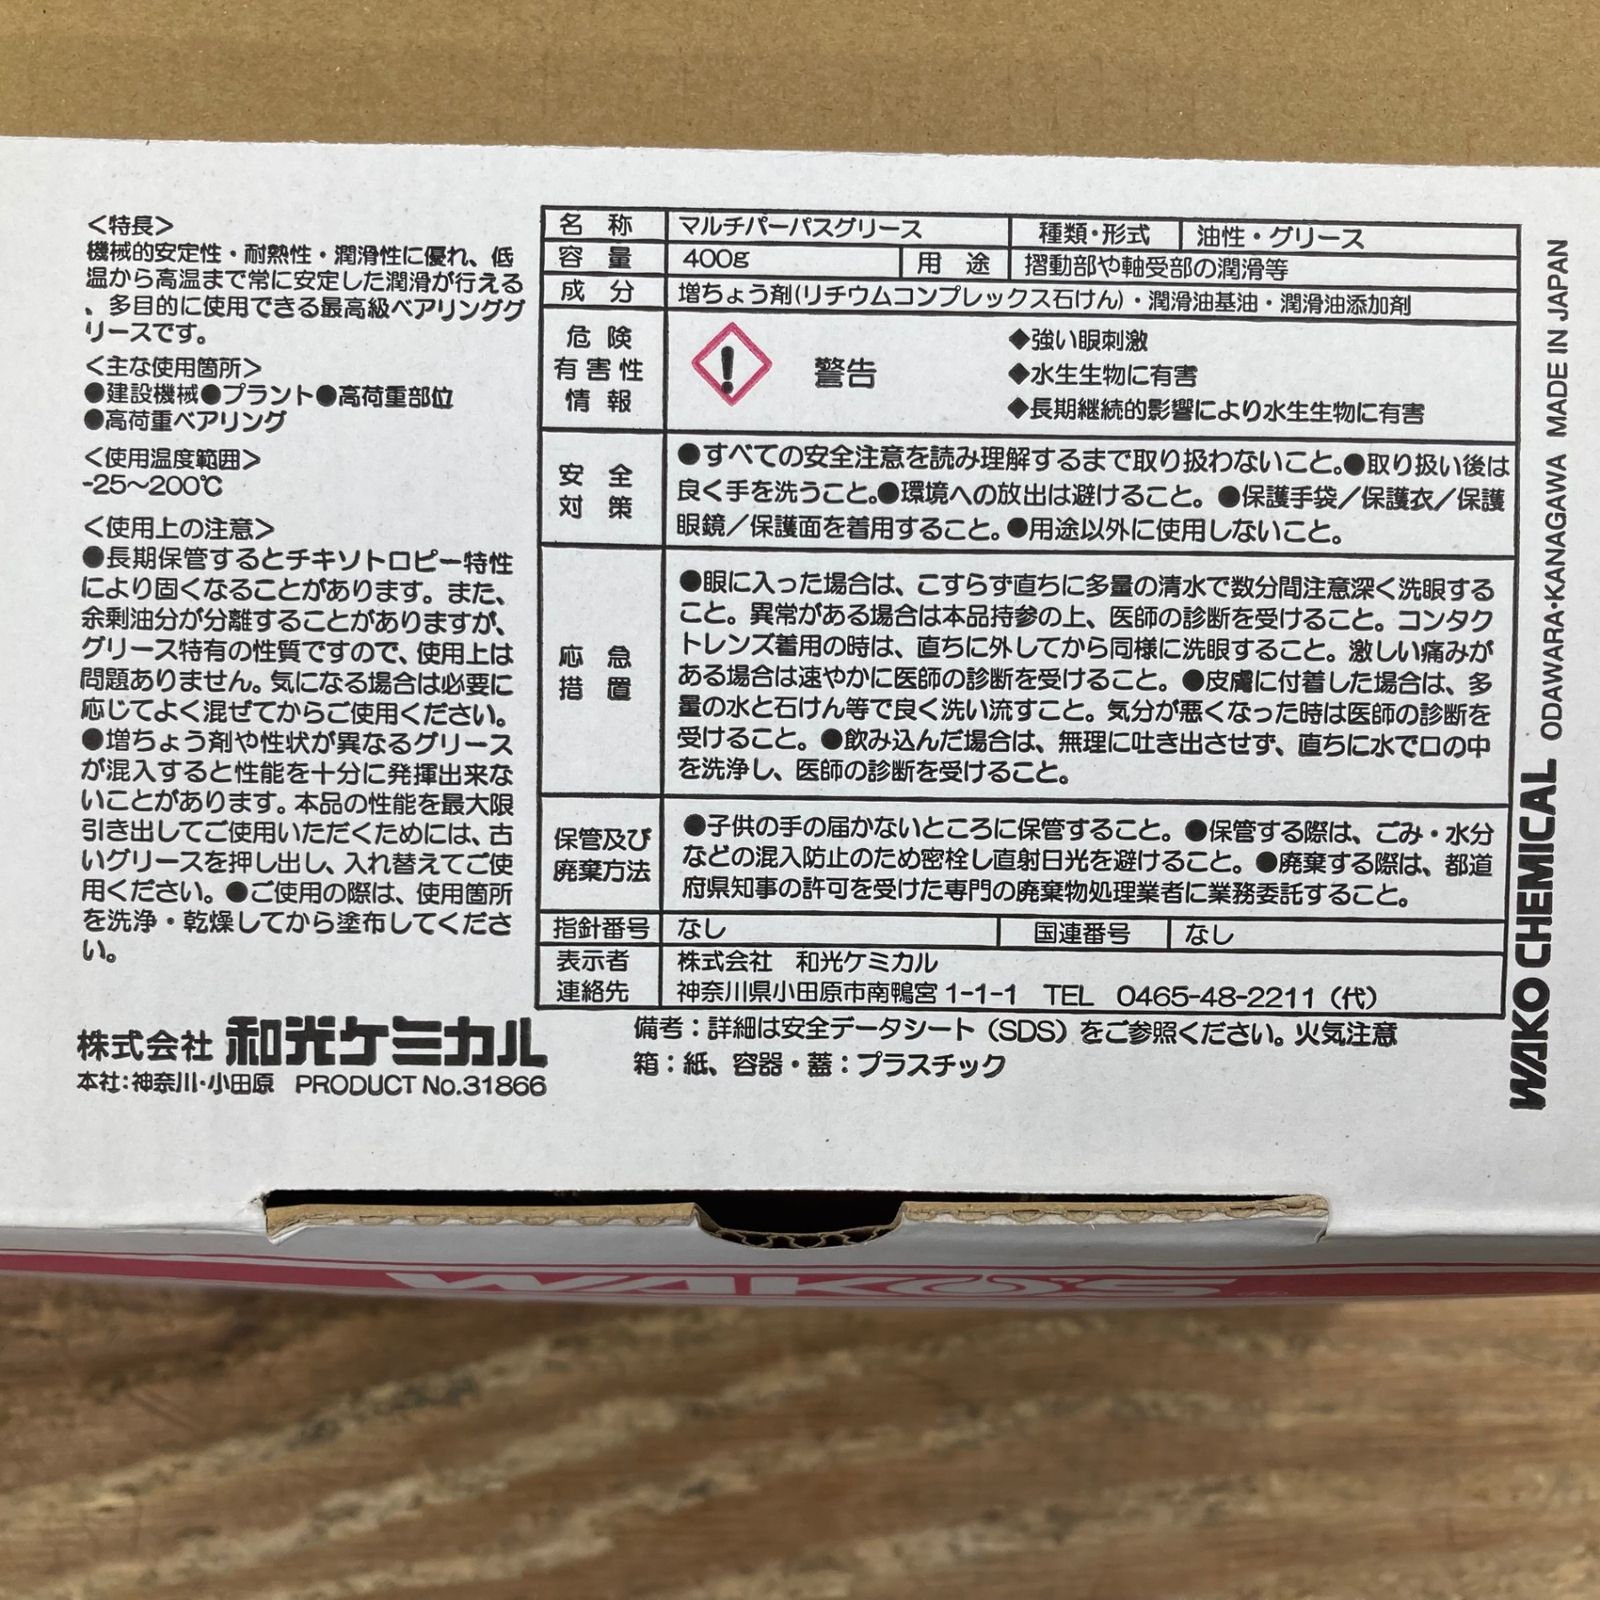 <特長>
機械的安定性・耐熱性・潤滑性に優れ、低
温から高温まで常に安定した潤滑が行える
、多目的に使用できる最高級ベアリンググ
リースです。
<主な使用箇所>
●建設機械●プラント●高荷重部位
●高荷重ベアリング
<使用温度範囲>
-25〜200℃
<使用上の注意>
●長期保管するとチキソトロピー特性
により固くなることがあります。また、
余剰油分が分離することがありますが、
グリース特有の性質ですので、使用上は
問題ありません。気になる場合は必要に
応じてよく混ぜてからご使用ください。
●増ちょう剤や性状が異なるグリース
が混入すると性能を十分に発揮出来な
いことがあります。本品の性能を最大限
引き出してご使用いただくためには、古
いグリースを押し出し、入れ替えてご使
用ください。●ご使用の際は、使用箇所
を洗浄・乾燥してから塗布してくださ
い。
株式会社 和光ケミカル
本社:神奈川・小田原 PRODUCT No.31866
名称 マルチパーパスグリース 種類・形式 油性・グリース
容量 400g 用途 摺動部や軸受部の潤滑等
成分 増ちょう剤(リチウムコンプレックス石けん)・潤滑油基油・潤滑油添加剤
危険
有害性
情報
警告
◆強い眼刺激
◆水生生物に有害
◆長期継続的影響により水生生物に有害
安全
対策
●すべての安全注意を読み理解するまで取り扱わないこと。●取り扱い後は
良く手を洗うこと。●環境への放出は避けること。●保護手袋/保護衣/保護
眼鏡/保護面を着用すること。●用途以外に使用しないこと。
応急
措置
●眼に入った場合は、こすらず直ちに多量の清水で数分間注意深く洗眼する
こと。異常がある場合は本品持参の上、医師の診断を受けること。コンタク
トレンズ着用の時は、直ちに外してから同様に洗眼すること。激しい痛みが
ある場合は速やかに医師の診断を受けること。●皮膚に付着した場合は、多
量の水と石けん等で良く洗い流すこと。気分が悪くなった時は医師の診断を
受けること。●飲み込んだ場合は、無理に吐き出させず、直ちに水で口の中
を洗浄し、医師の診断を受けること。
保管及び
廃棄方法
●子供の手の届かないところに保管すること。●保管する際は、ごみ・水分
などの混入防止のため密栓し直射日光を避けること。●廃棄する際は、都道
府県知事の許可を受けた専門の廃棄物処理業者に業務委託すること。
指針番号 なし 国連番号 なし
表示者 株式会社 和光ケミカル
連絡先 神奈川県小田原市南鴨宮1-1-1 TEL 0465-48-2211(代)
備考:詳細は安全データシート(SDS)をご参照ください。火気注意
箱:紙、容器・蓋:プラスチック
WAKO CHEMICAL ODAWARA・KANAGAWA MADE IN JAPAN
WAKO'S